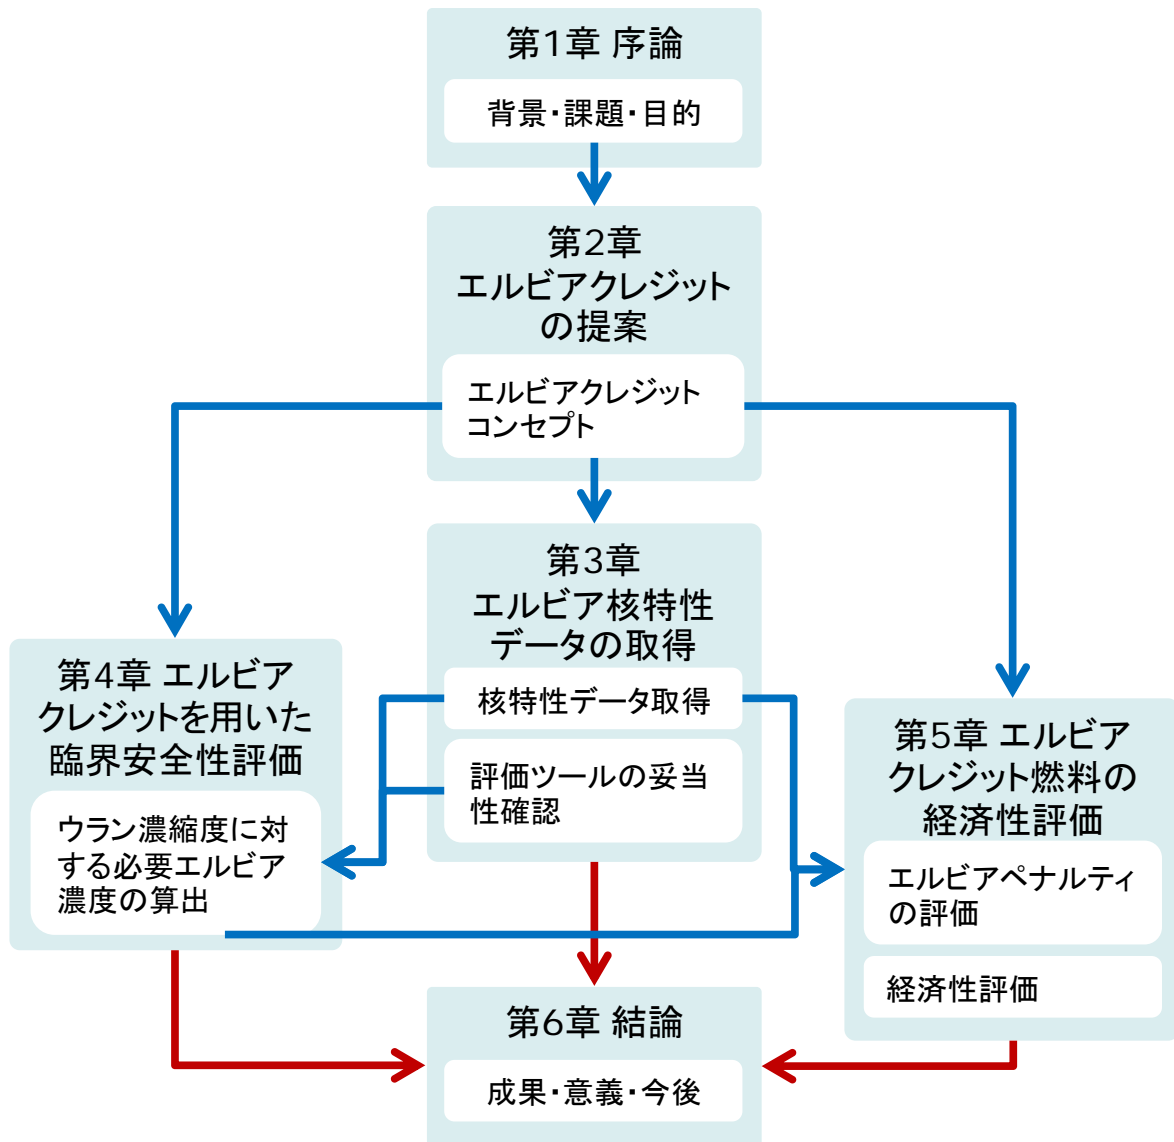 第1章 序論
背景・課題・目的
第2章
エルビアクレジット
の提案
エルビアクレジット
コンセプト
第3章
エルビア核特性
データの取得
核特性データ取得
評価ツールの妥当
性確認
第4章 エルビア
クレジットを用いた
臨界安全性評価
ウラン濃縮度に対
する必要エルビア
濃度の算出
第5章 エルビア
クレジット燃料の
経済性評価
エルビアペナルティ
の評価
経済性評価
第6章 結論
成果・意義・今後